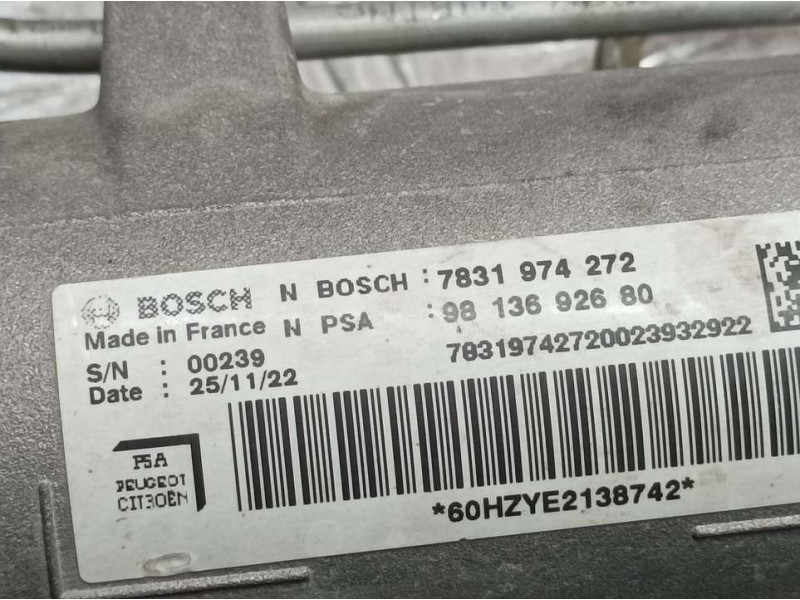 BOSCH N BOSCH : 7831 974 272
Made in France N PSA : 98 136 926 80
S/N : 00239 78319742720023932922
Date : 25/11/22
PSA
PEUGEOT
CITROËN
*60HZYE2138742*